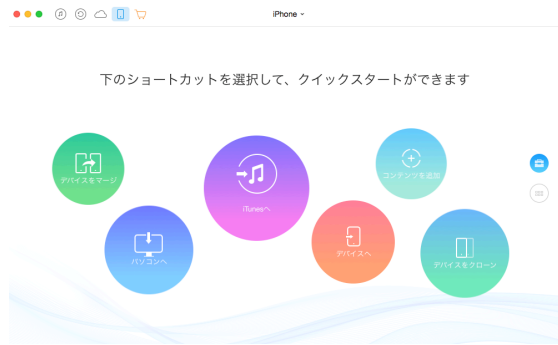 iPhone
下のショートカットを選択して、クイックスタートができます
デバイスをマージ
iTunesへ
コンテンツを追加
パソコンへ
デバイスへ
デバイスをクローン